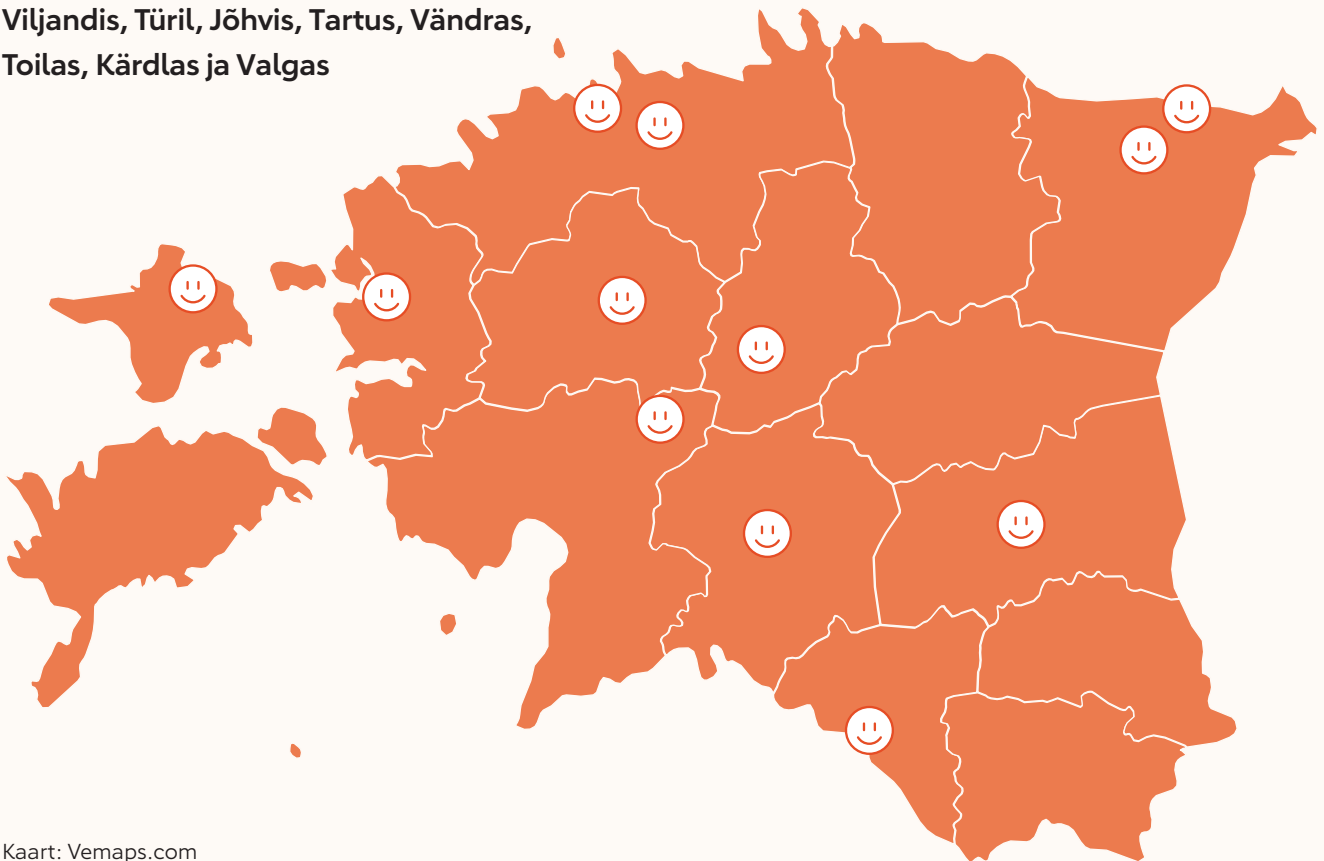 Viljandis, Türil, Jõhvis, Tartus, Vändras,
Toilas, Kärdlas ja Valgas
Kaart: Vemaps.com